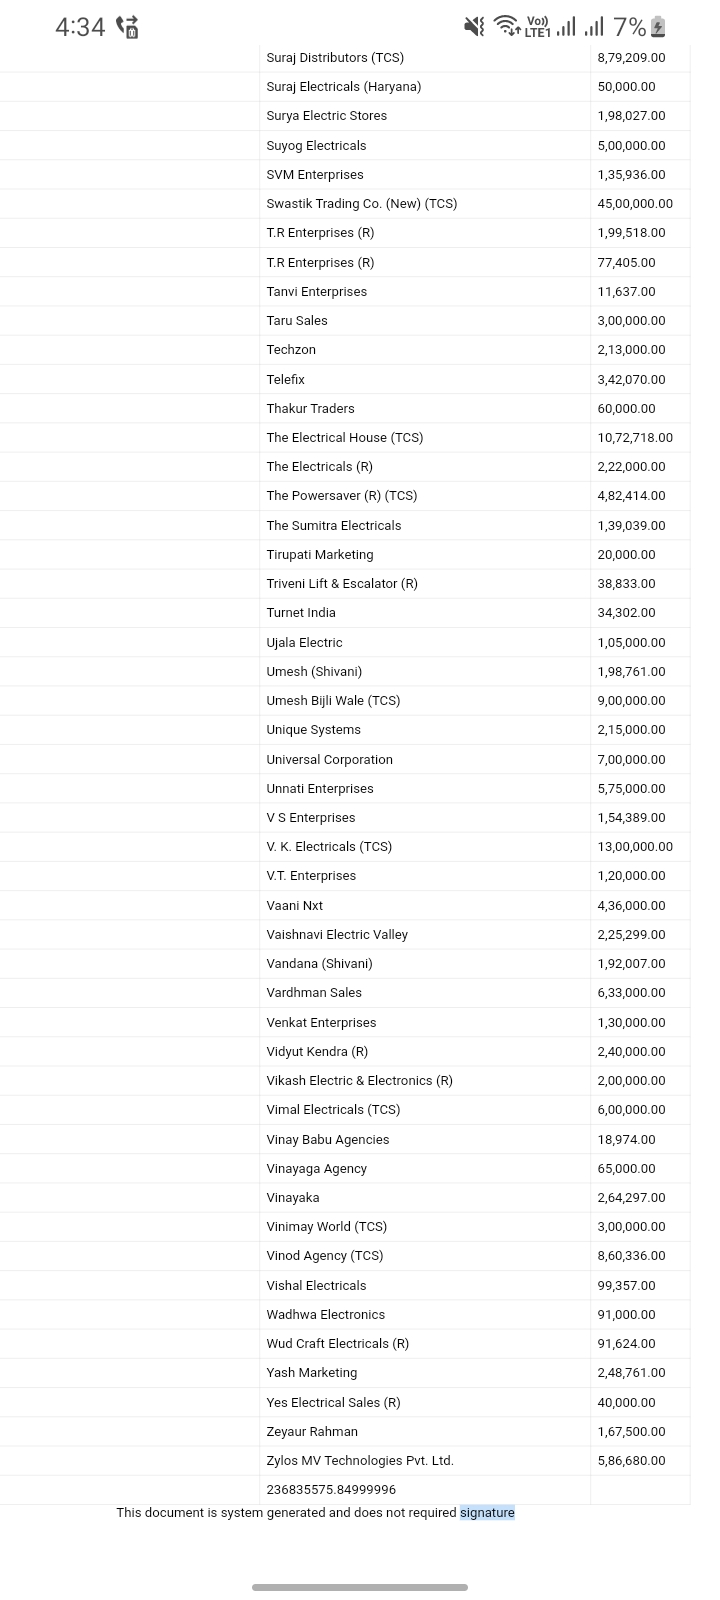 4:34 Vo)) LTE1 7%
Suraj Distributors (TCS) 8,79,209.00
Suraj Electricals (Haryana) 50,000.00
Surya Electric Stores 1,98,027.00
Suyog Electricals 5,00,000.00
SVM Enterprises 1,35,936.00
Swastik Trading Co. (New) (TCS) 45,00,000.00
T.R Enterprises (R) 1,99,518.00
T.R Enterprises (R) 77,405.00
Tanvi Enterprises 11,637.00
Taru Sales 3,00,000.00
Techzon 2,13,000.00
Telefix 3,42,070.00
Thakur Traders 60,000.00
The Electrical House (TCS) 10,72,718.00
The Electricals (R) 2,22,000.00
The Powersaver (R) (TCS) 4,82,414.00
The Sumitra Electricals 1,39,039.00
Tirupati Marketing 20,000.00
Triveni Lift & Escalator (R) 38,833.00
Turnet India 34,302.00
Ujala Electric 1,05,000.00
Umesh (Shivani) 1,98,761.00
Umesh Bijli Wale (TCS) 9,00,000.00
Unique Systems 2,15,000.00
Universal Corporation 7,00,000.00
Unnati Enterprises 5,75,000.00
V S Enterprises 1,54,389.00
V. K. Electricals (TCS) 13,00,000.00
V.T. Enterprises 1,20,000.00
Vaani Nxt 4,36,000.00
Vaishnavi Electric Valley 2,25,299.00
Vandana (Shivani) 1,92,007.00
Vardhman Sales 6,33,000.00
Venkat Enterprises 1,30,000.00
Vidyut Kendra (R) 2,40,000.00
Vikash Electric & Electronics (R) 2,00,000.00
Vimal Electricals (TCS) 6,00,000.00
Vinay Babu Agencies 18,974.00
Vinayaga Agency 65,000.00
Vinayaka 2,64,297.00
Vinimay World (TCS) 3,00,000.00
Vinod Agency (TCS) 8,60,336.00
Vishal Electricals 99,357.00
Wadhwa Electronics 91,000.00
Wud Craft Electricals (R) 91,624.00
Yash Marketing 2,48,761.00
Yes Electrical Sales (R) 40,000.00
Zeyaur Rahman 1,67,500.00
Zylos MV Technologies Pvt. Ltd. 5,86,680.00
236835575.84999996
This document is system generated and does not required signature